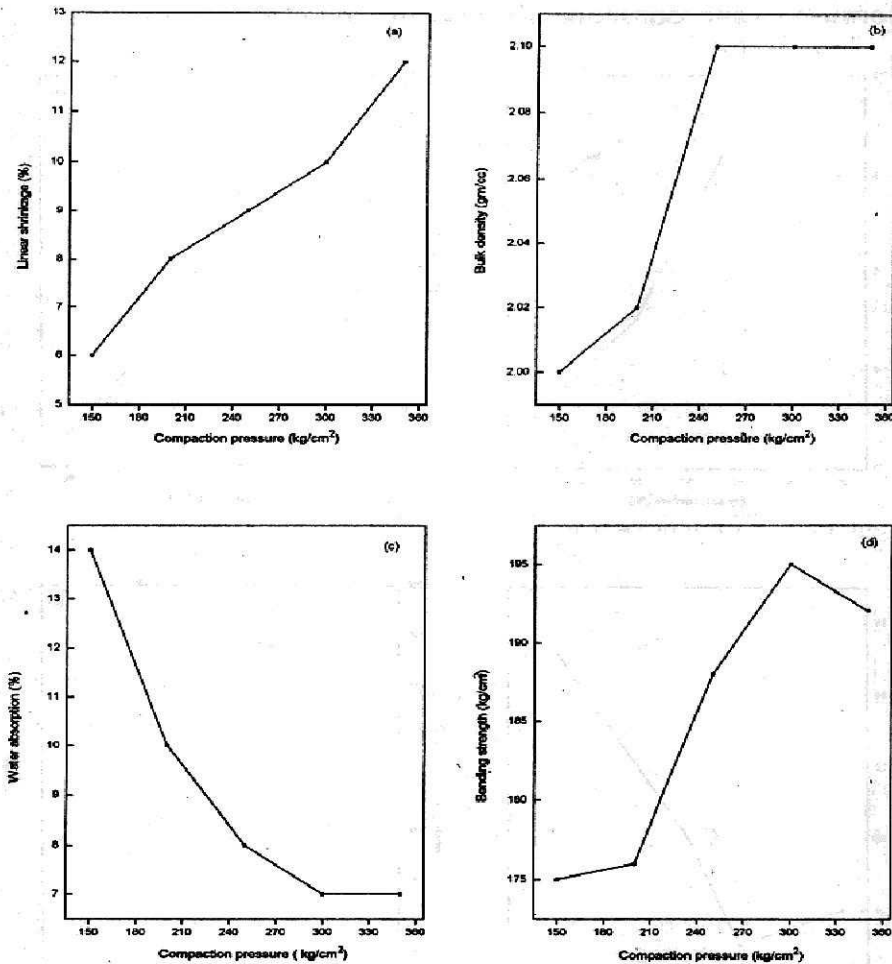 (a)
13
12
11
10
9
8
7
6
5
Linear shrinkage (%)
150 180 210 240 270 300 330 360
Compaction pressure (kg/cm²)
(b)
2.10
2.08
2.06
2.04
2.02
2.00
Bulk density (gm/cc)
150 180 210 240 270 300 330 360
Compaction pressure (kg/cm²)
(c)
14
13
12
11
10
9
8
7
Water absorption (%)
150 180 210 240 270 300 330 360
Compaction pressure ( kg/cm²)
(d)
195
190
185
180
175
Bending strength (kg/cm²)
150 180 210 240 270 300 330 360
Compaction pressure (kg/cm²)